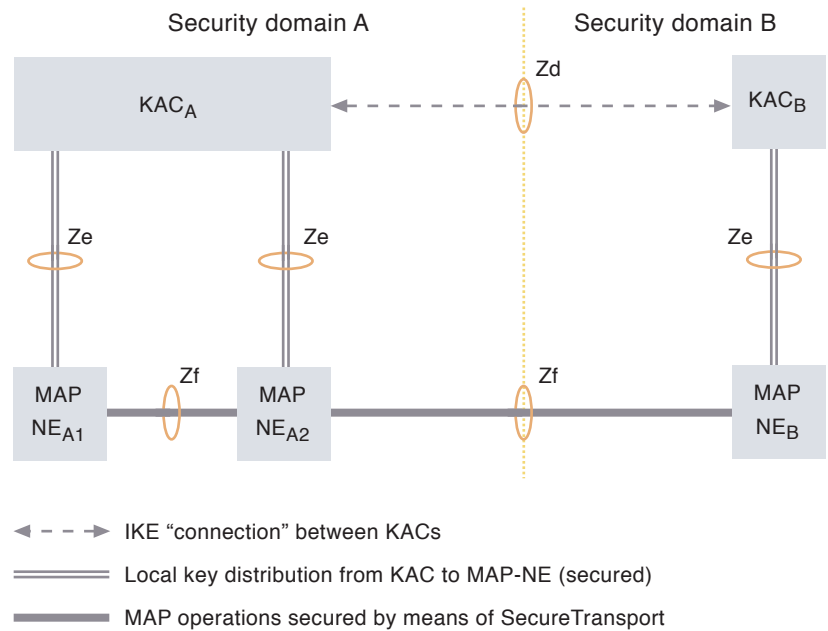 Security domain A
Security domain B
Zd
KACA
KACB
Ze
Ze
Ze
Zf
Zf
MAP
NEA1
MAP
NEA2
MAP
NEB
IKE “connection” between KACs
Local key distribution from KAC to MAP-NE (secured)
MAP operations secured by means of SecureTransport